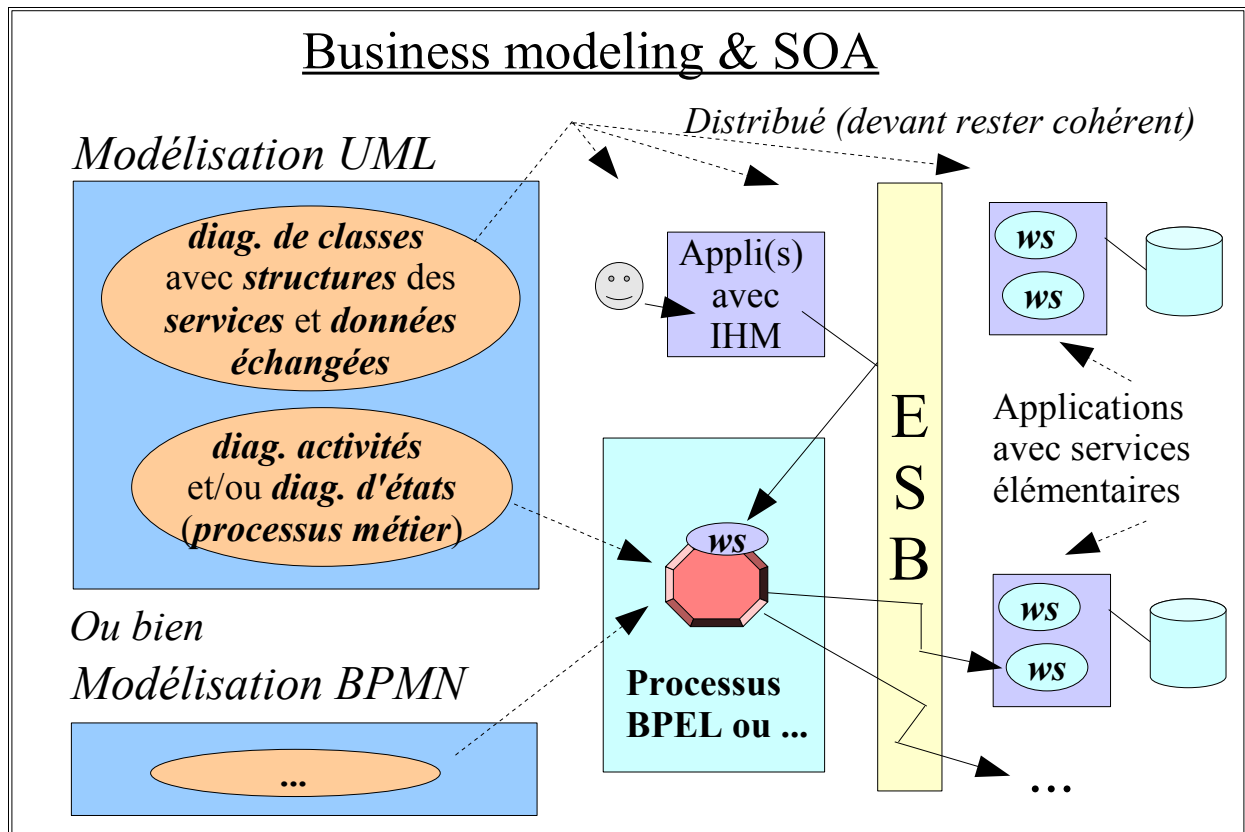 Business modeling & SOA
Distribué (devant rester cohérent)
Modélisation UML
diag. de classes
avec structures des
services et données
échangées
diag. activités
et/ou diag. d'états
(processus métier)
Ou bien
Modélisation BPMN
...
Appli(s)
avec
IHM
ws
Processus
BPEL ou ...
E
S
B
ws
ws
Applications
avec services
élémentaires
ws
ws
...